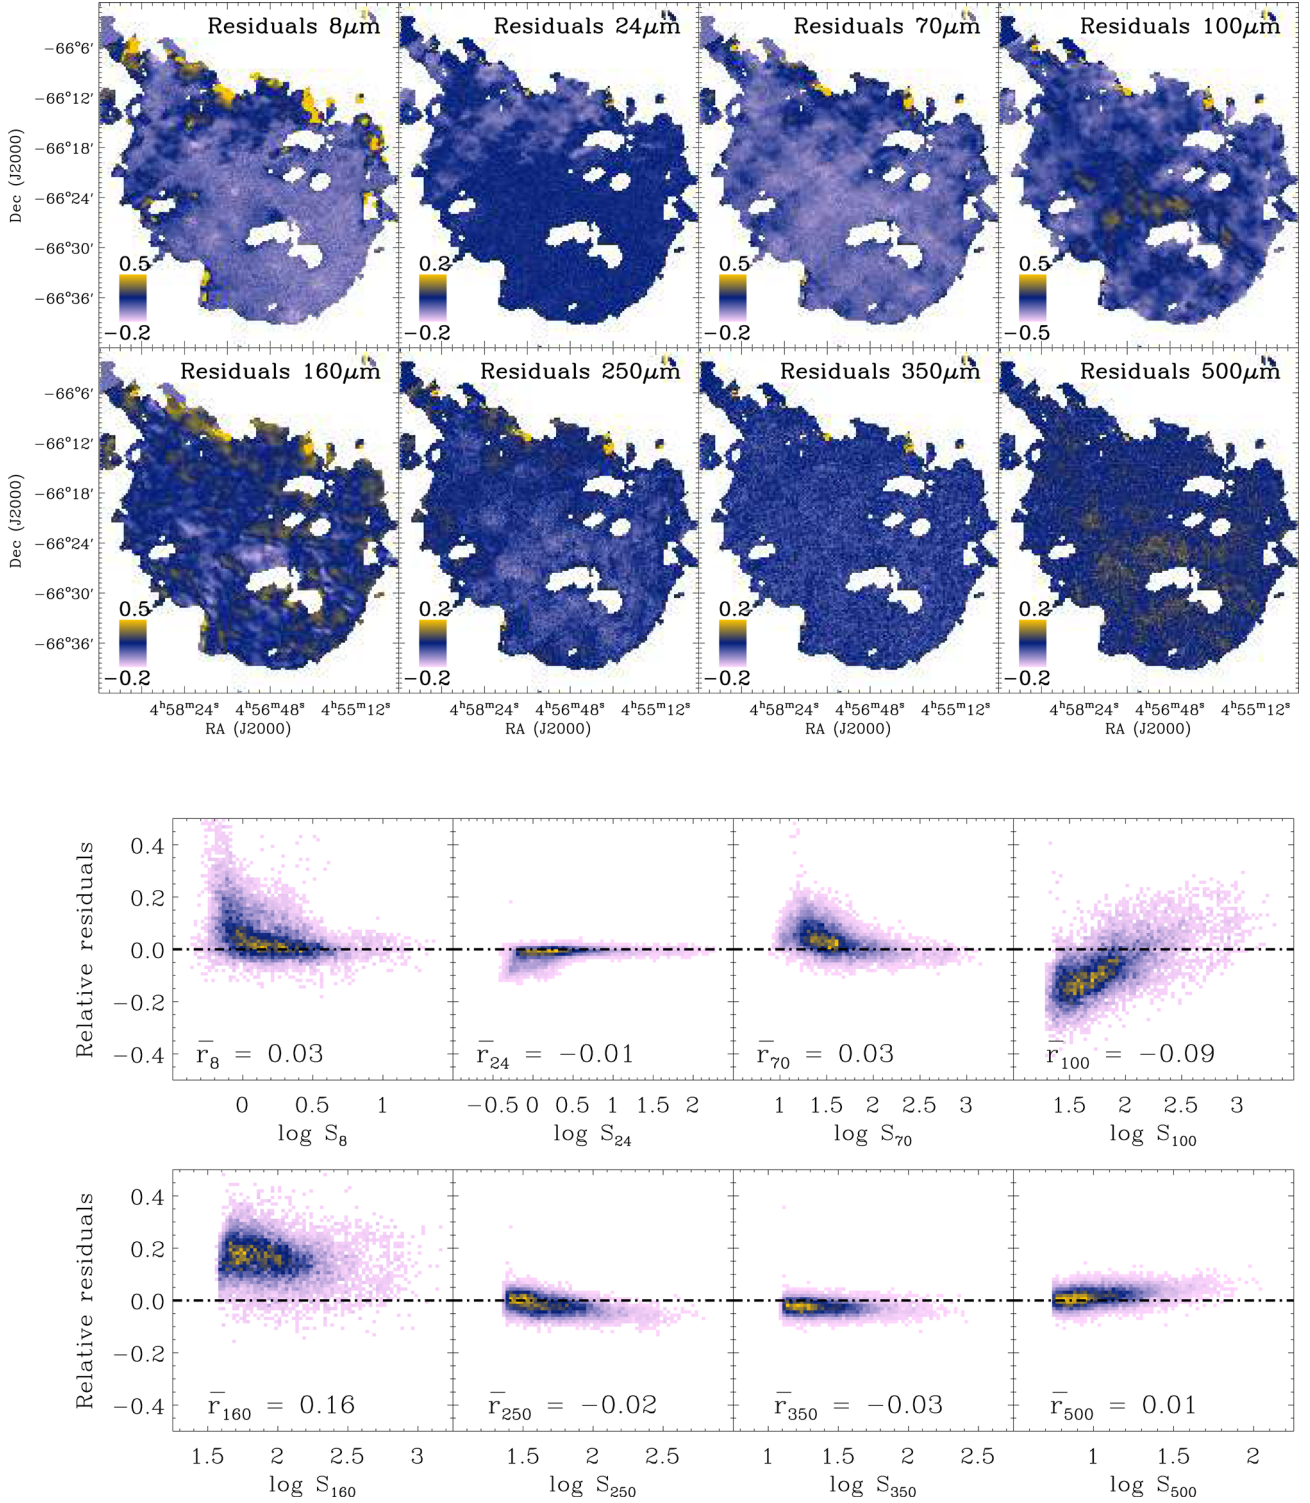 Residuals 8μm
Residuals 24μm
Residuals 70μm
Residuals 100μm
Dec (J2000)
−66°6′
−66°12′
−66°18′
−66°24′
−66°30′
−66°36′
0.5
−0.2
0.2
−0.2
0.5
−0.2
0.5
−0.5
Residuals 160μm
Residuals 250μm
Residuals 350μm
Residuals 500μm
Dec (J2000)
−66°6′
−66°12′
−66°18′
−66°24′
−66°30′
−66°36′
0.5
−0.2
0.2
−0.2
0.2
−0.2
0.2
−0.2
4ʰ58ᵐ24ˢ 4ʰ56ᵐ48ˢ 4ʰ55ᵐ12ˢ
4ʰ58ᵐ24ˢ 4ʰ56ᵐ48ˢ 4ʰ55ᵐ12ˢ
4ʰ58ᵐ24ˢ 4ʰ56ᵐ48ˢ 4ʰ55ᵐ12ˢ
4ʰ58ᵐ24ˢ 4ʰ56ᵐ48ˢ 4ʰ55ᵐ12ˢ
RA (J2000)
RA (J2000)
RA (J2000)
RA (J2000)
Relative residuals
0.4
0.2
0.0
−0.2
−0.4
r̄₈ = 0.03
r̄₂₄ = −0.01
r̄₇₀ = 0.03
r̄₁₀₀ = −0.09
0 0.5 1
−0.5 0 0.5 1 1.5 2
1 1.5 2 2.5 3
1.5 2 2.5 3
log S₈
log S₂₄
log S₇₀
log S₁₀₀
Relative residuals
0.4
0.2
0.0
−0.2
−0.4
r̄₁₆₀ = 0.16
r̄₂₅₀ = −0.02
r̄₃₅₀ = −0.03
r̄₅₀₀ = 0.01
1.5 2 2.5 3
1.5 2 2.5
1 1.5 2 2.5
1 1.5 2
log S₁₆₀
log S₂₅₀
log S₃₅₀
log S₅₀₀